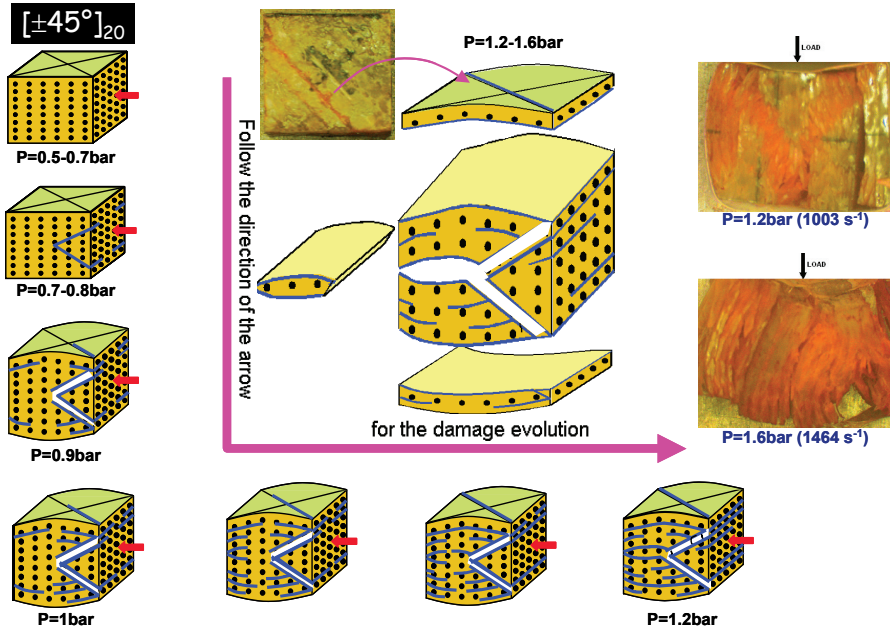 [±45°]20
P=0.5-0.7bar
P=0.7-0.8bar
P=0.9bar
P=1bar
P=1.2bar
Follow the direction of the arrow
for the damage evolution
P=1.2-1.6bar
LOAD
P=1.2bar (1003 s-1)
LOAD
P=1.6bar (1464 s-1)